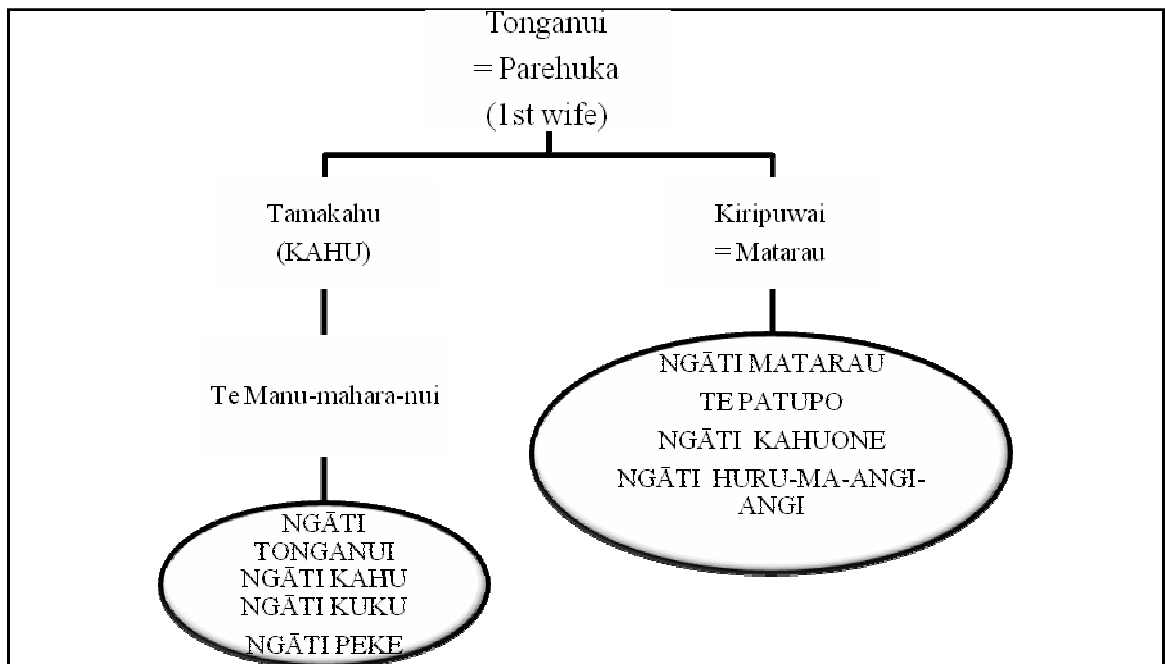 Tonganui
= Parehuka
(1st wife)
Tamakahu
(KAHU)
Kiripuwai
= Matarau
Te Manu-mahara-nui
NGĀTI MATARAU
TE PATUPO
NGĀTI KAHUONE
NGĀTI HURU-MA-ANGI-
ANGI
NGĀTI
TONGANUI
NGĀTI KAHU
NGĀTI KUKU
NGĀTI PEKE